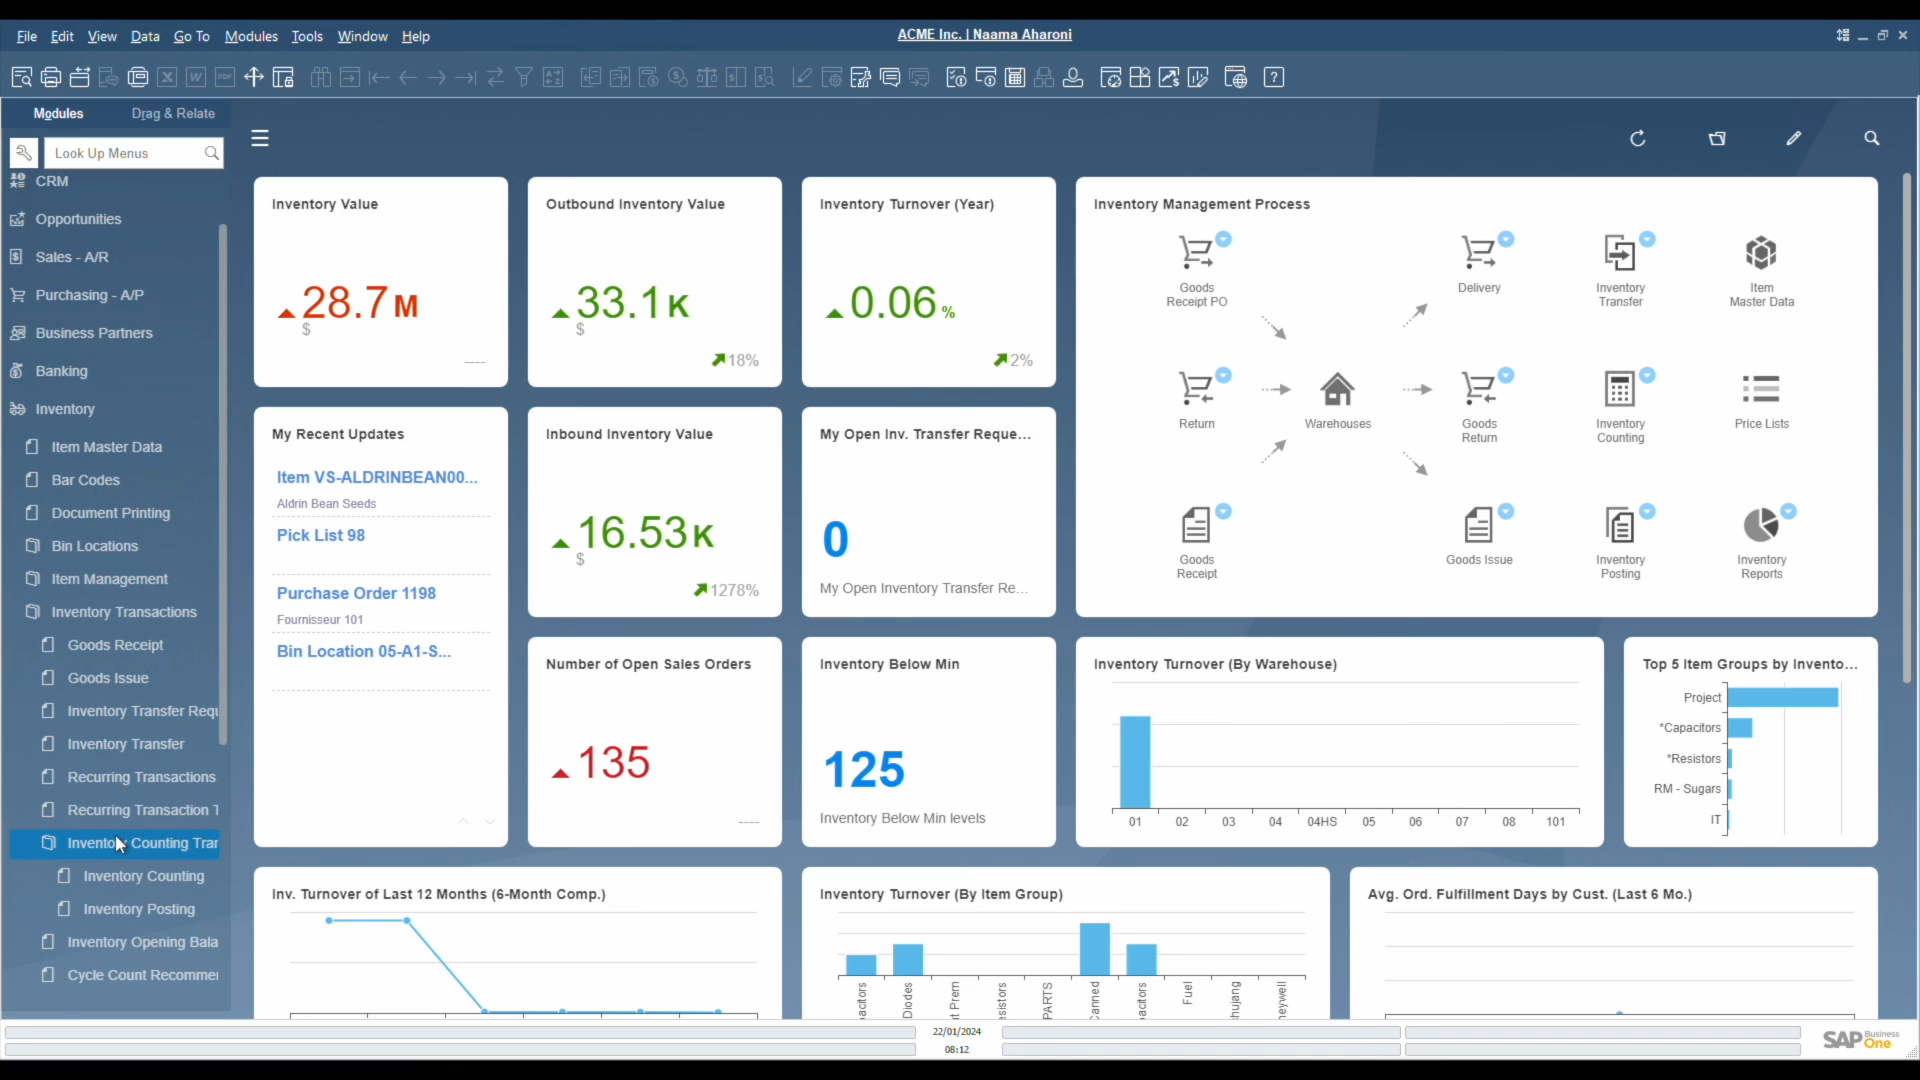 File Edit View Data Go To Modules Tools Window Help
ACME Inc. | Naama Aharoni
Modules
Drag & Relate
Look Up Menus
CRM
Opportunities
Sales - A/R
Purchasing - A/P
Business Partners
Banking
Inventory
Item Master Data
Bar Codes
Document Printing
Bin Locations
Item Management
Inventory Transactions
Goods Receipt
Goods Issue
Inventory Transfer Requ
Inventory Transfer
Recurring Transactions
Recurring Transaction T
Inventory Counting Tran
Inventory Counting
Inventory Posting
Inventory Opening Bala
Cycle Count Recommen
Inventory Value
28.7 M
$
----
Outbound Inventory Value
33.1 K
$
18%
Inventory Turnover (Year)
0.06 %
2%
Inventory Management Process
Goods
Receipt PO
Delivery
Inventory
Transfer
Item
Master Data
Return
Warehouses
Goods
Return
Inventory
Counting
Price Lists
Goods
Receipt
Goods Issue
Inventory
Posting
Inventory
Reports
My Recent Updates
Item VS-ALDRINBEAN00...
Aldrin Bean Seeds
Pick List 98
Purchase Order 1198
Fournisseur 101
Bin Location 05-A1-S...
Inbound Inventory Value
16.53 K
$
1278%
My Open Inv. Transfer Reque...
0
My Open Inventory Transfer Re...
Number of Open Sales Orders
135
----
Inventory Below Min
125
Inventory Below Min levels
Inventory Turnover (By Warehouse)
01 02 03 04 04HS 05 06 07 08 101
Top 5 Item Groups by Invento...
Project
*Capacitors
*Resistors
RM - Sugars
IT
Inv. Turnover of Last 12 Months (6-Month Comp.)
Inventory Turnover (By Item Group)
acitors
Diodes
t Prem
esistors
PARTS
Canned
pacitors
Fuel
chujang
neywell
Avg. Ord. Fulfillment Days by Cust. (Last 6 Mo.)
22/01/2024
08:12
SAP Business One